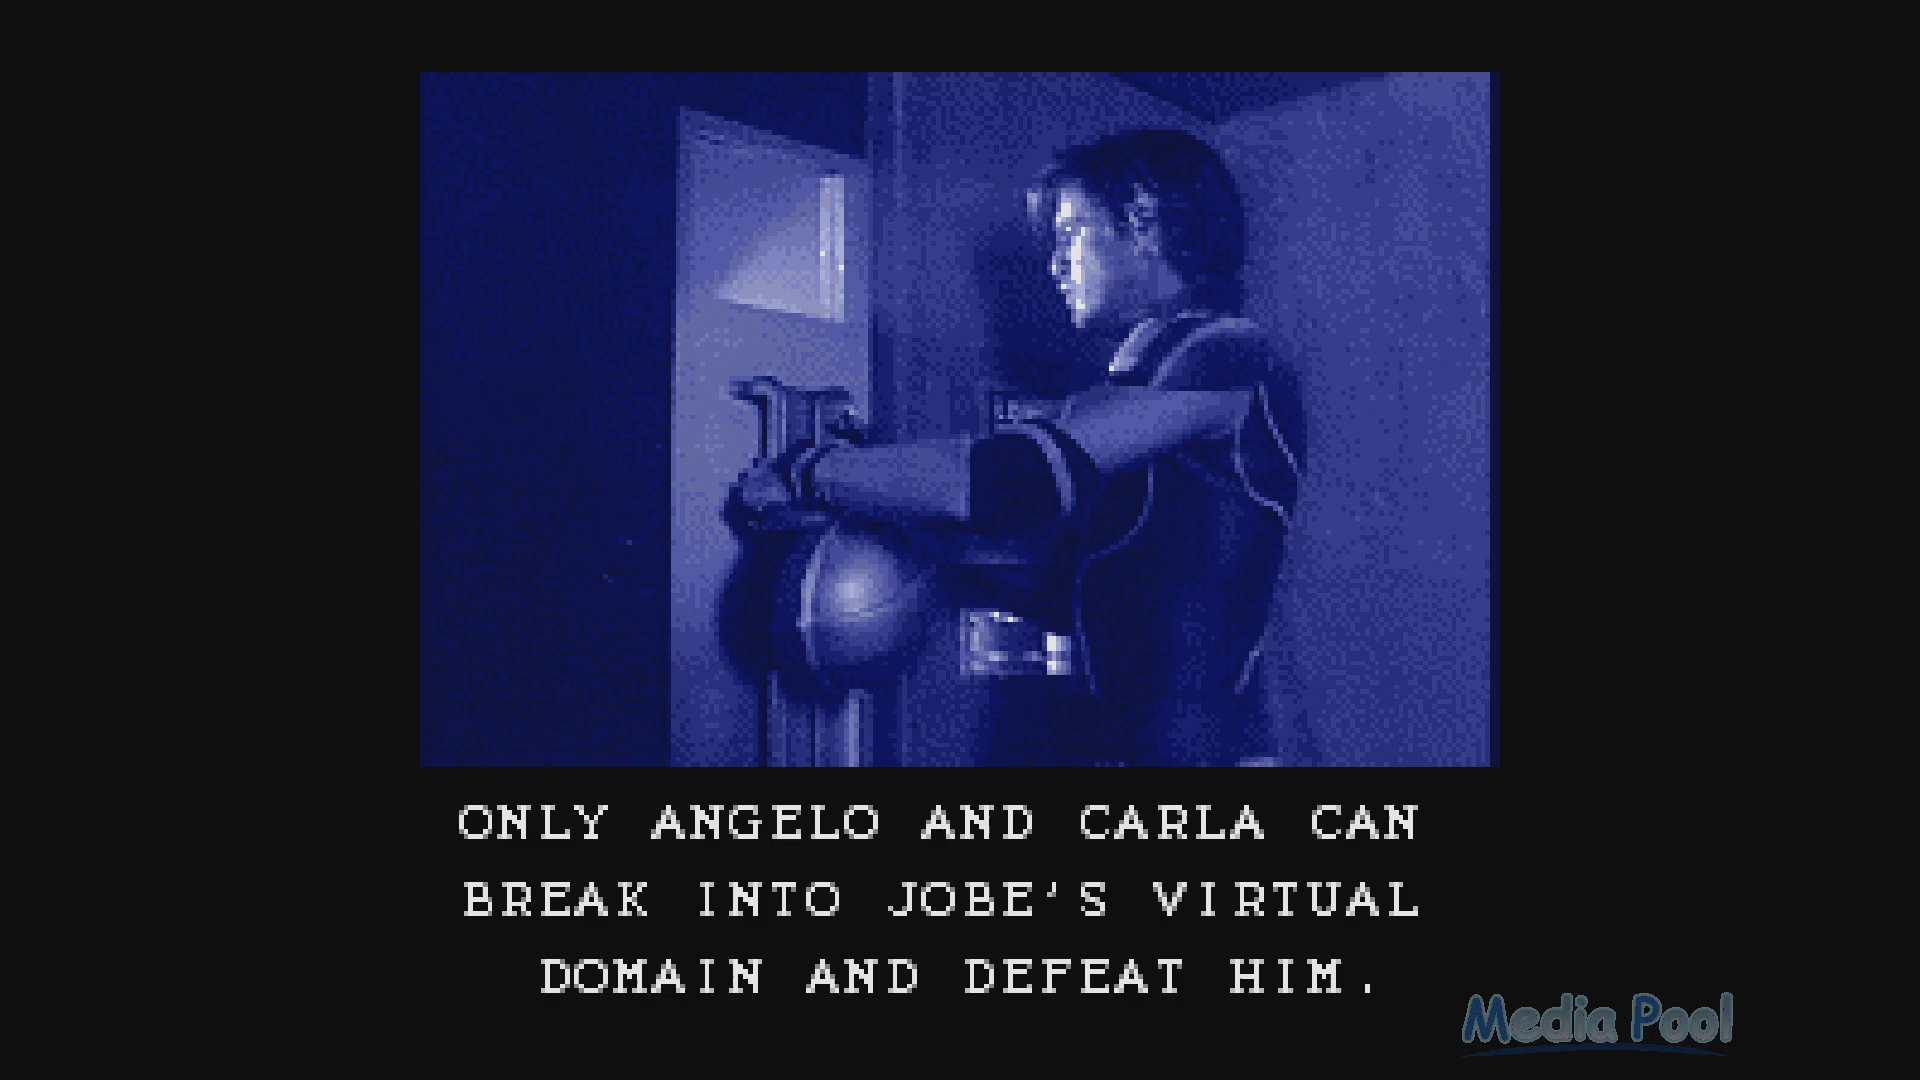 ONLY ANGELO AND CARLA CAN
BREAK INTO JOBE'S VIRTUAL
DOMAIN AND DEFEAT HIM.
Media Pool